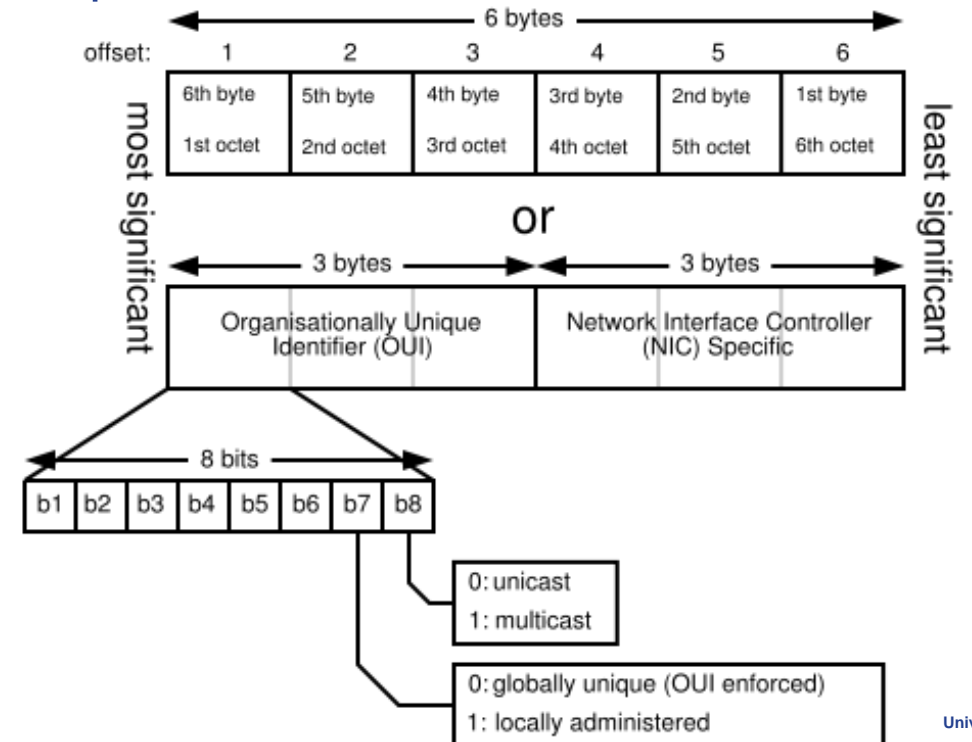 6 bytes
offset: 1 2 3 4 5 6
6th byte 5th byte 4th byte 3rd byte 2nd byte 1st byte
1st octet 2nd octet 3rd octet 4th octet 5th octet 6th octet
most significant
least significant
or
3 bytes 3 bytes
Organisationally Unique
Identifier (OUI)
Network Interface Controller
(NIC) Specific
8 bits
b1 b2 b3 b4 b5 b6 b7 b8
0: unicast
1: multicast
0: globally unique (OUI enforced)
1: locally administered
Univ